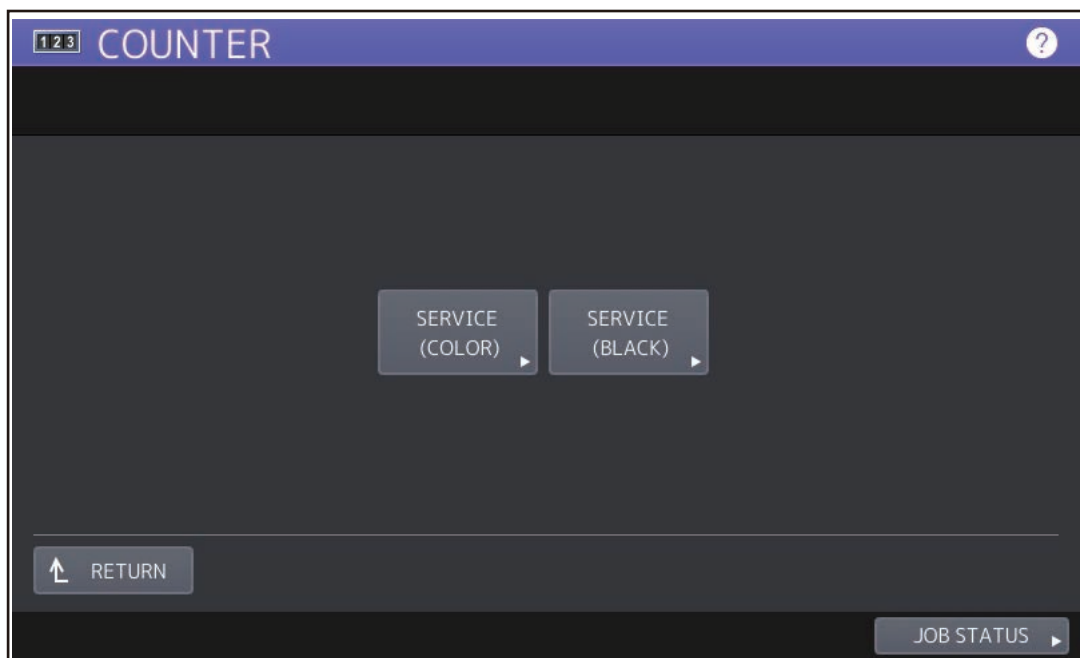 123 COUNTER ?
SERVICE
(COLOR)
SERVICE
(BLACK)
RETURN
JOB STATUS